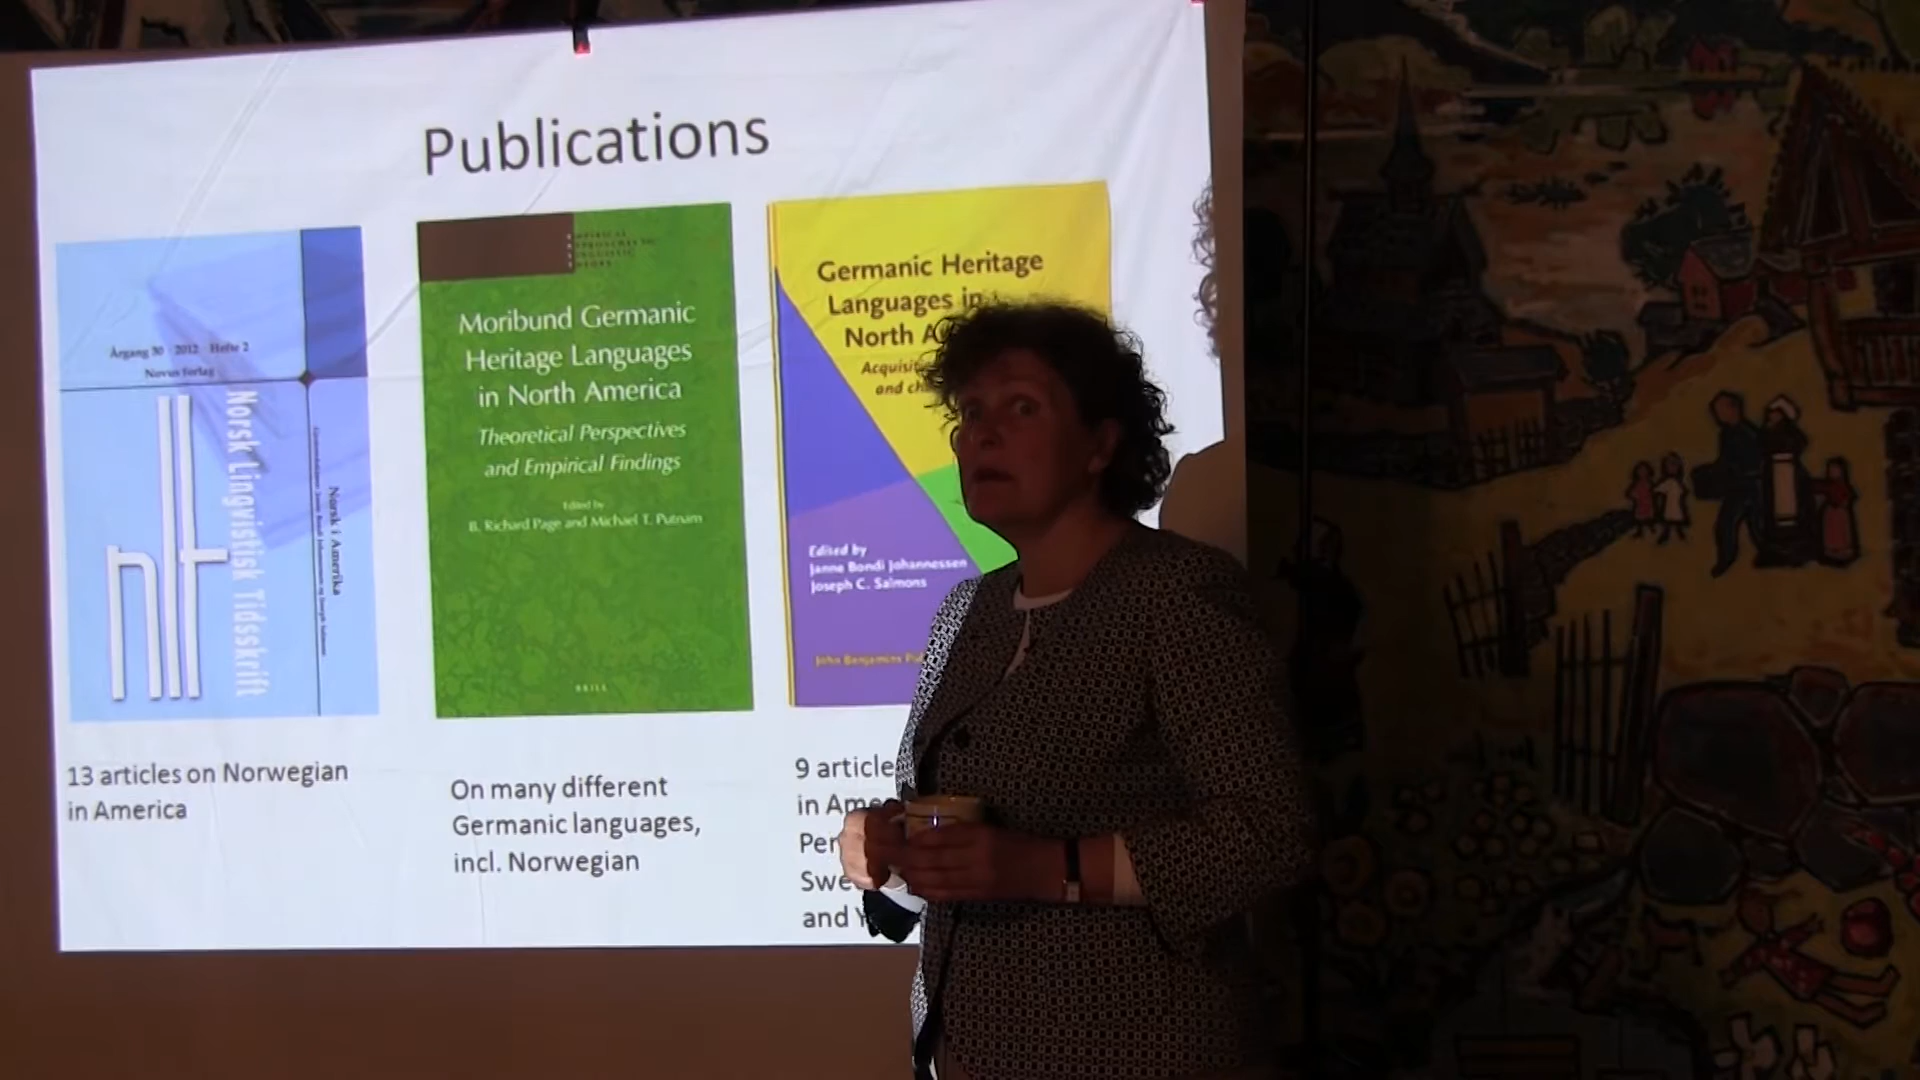 Publications
Årgang 30 · 2012 · Hefte 2
Novus forlag
Norsk Lingvistisk Tidsskrift
nlt
Norsk i Amerika
13 articles on Norwegian
in America
Moribund Germanic
Heritage Languages
in North America
Theoretical Perspectives
and Empirical Findings
Edited by
B. Richard Page and Michael T. Putnam
BRILL
On many different
Germanic languages,
incl. Norwegian
Germanic Heritage
Languages in
North A
Acquisit
and ch
Edited by
Janne Bondi Johannessen
Joseph C. Salmons
John Benjamins Pu
9 article
in Ame
Per
Swe
and Y